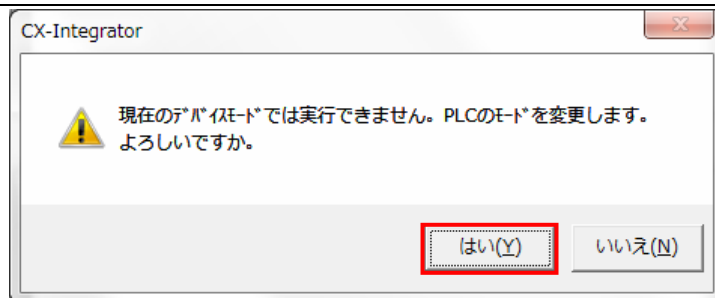 CX-Integrator
現在のﾃﾞﾊﾞｲｽﾓｰﾄﾞでは実行できません。PLCのﾓｰﾄﾞを変更します。
よろしいですか。
はい(Y)
いいえ(N)